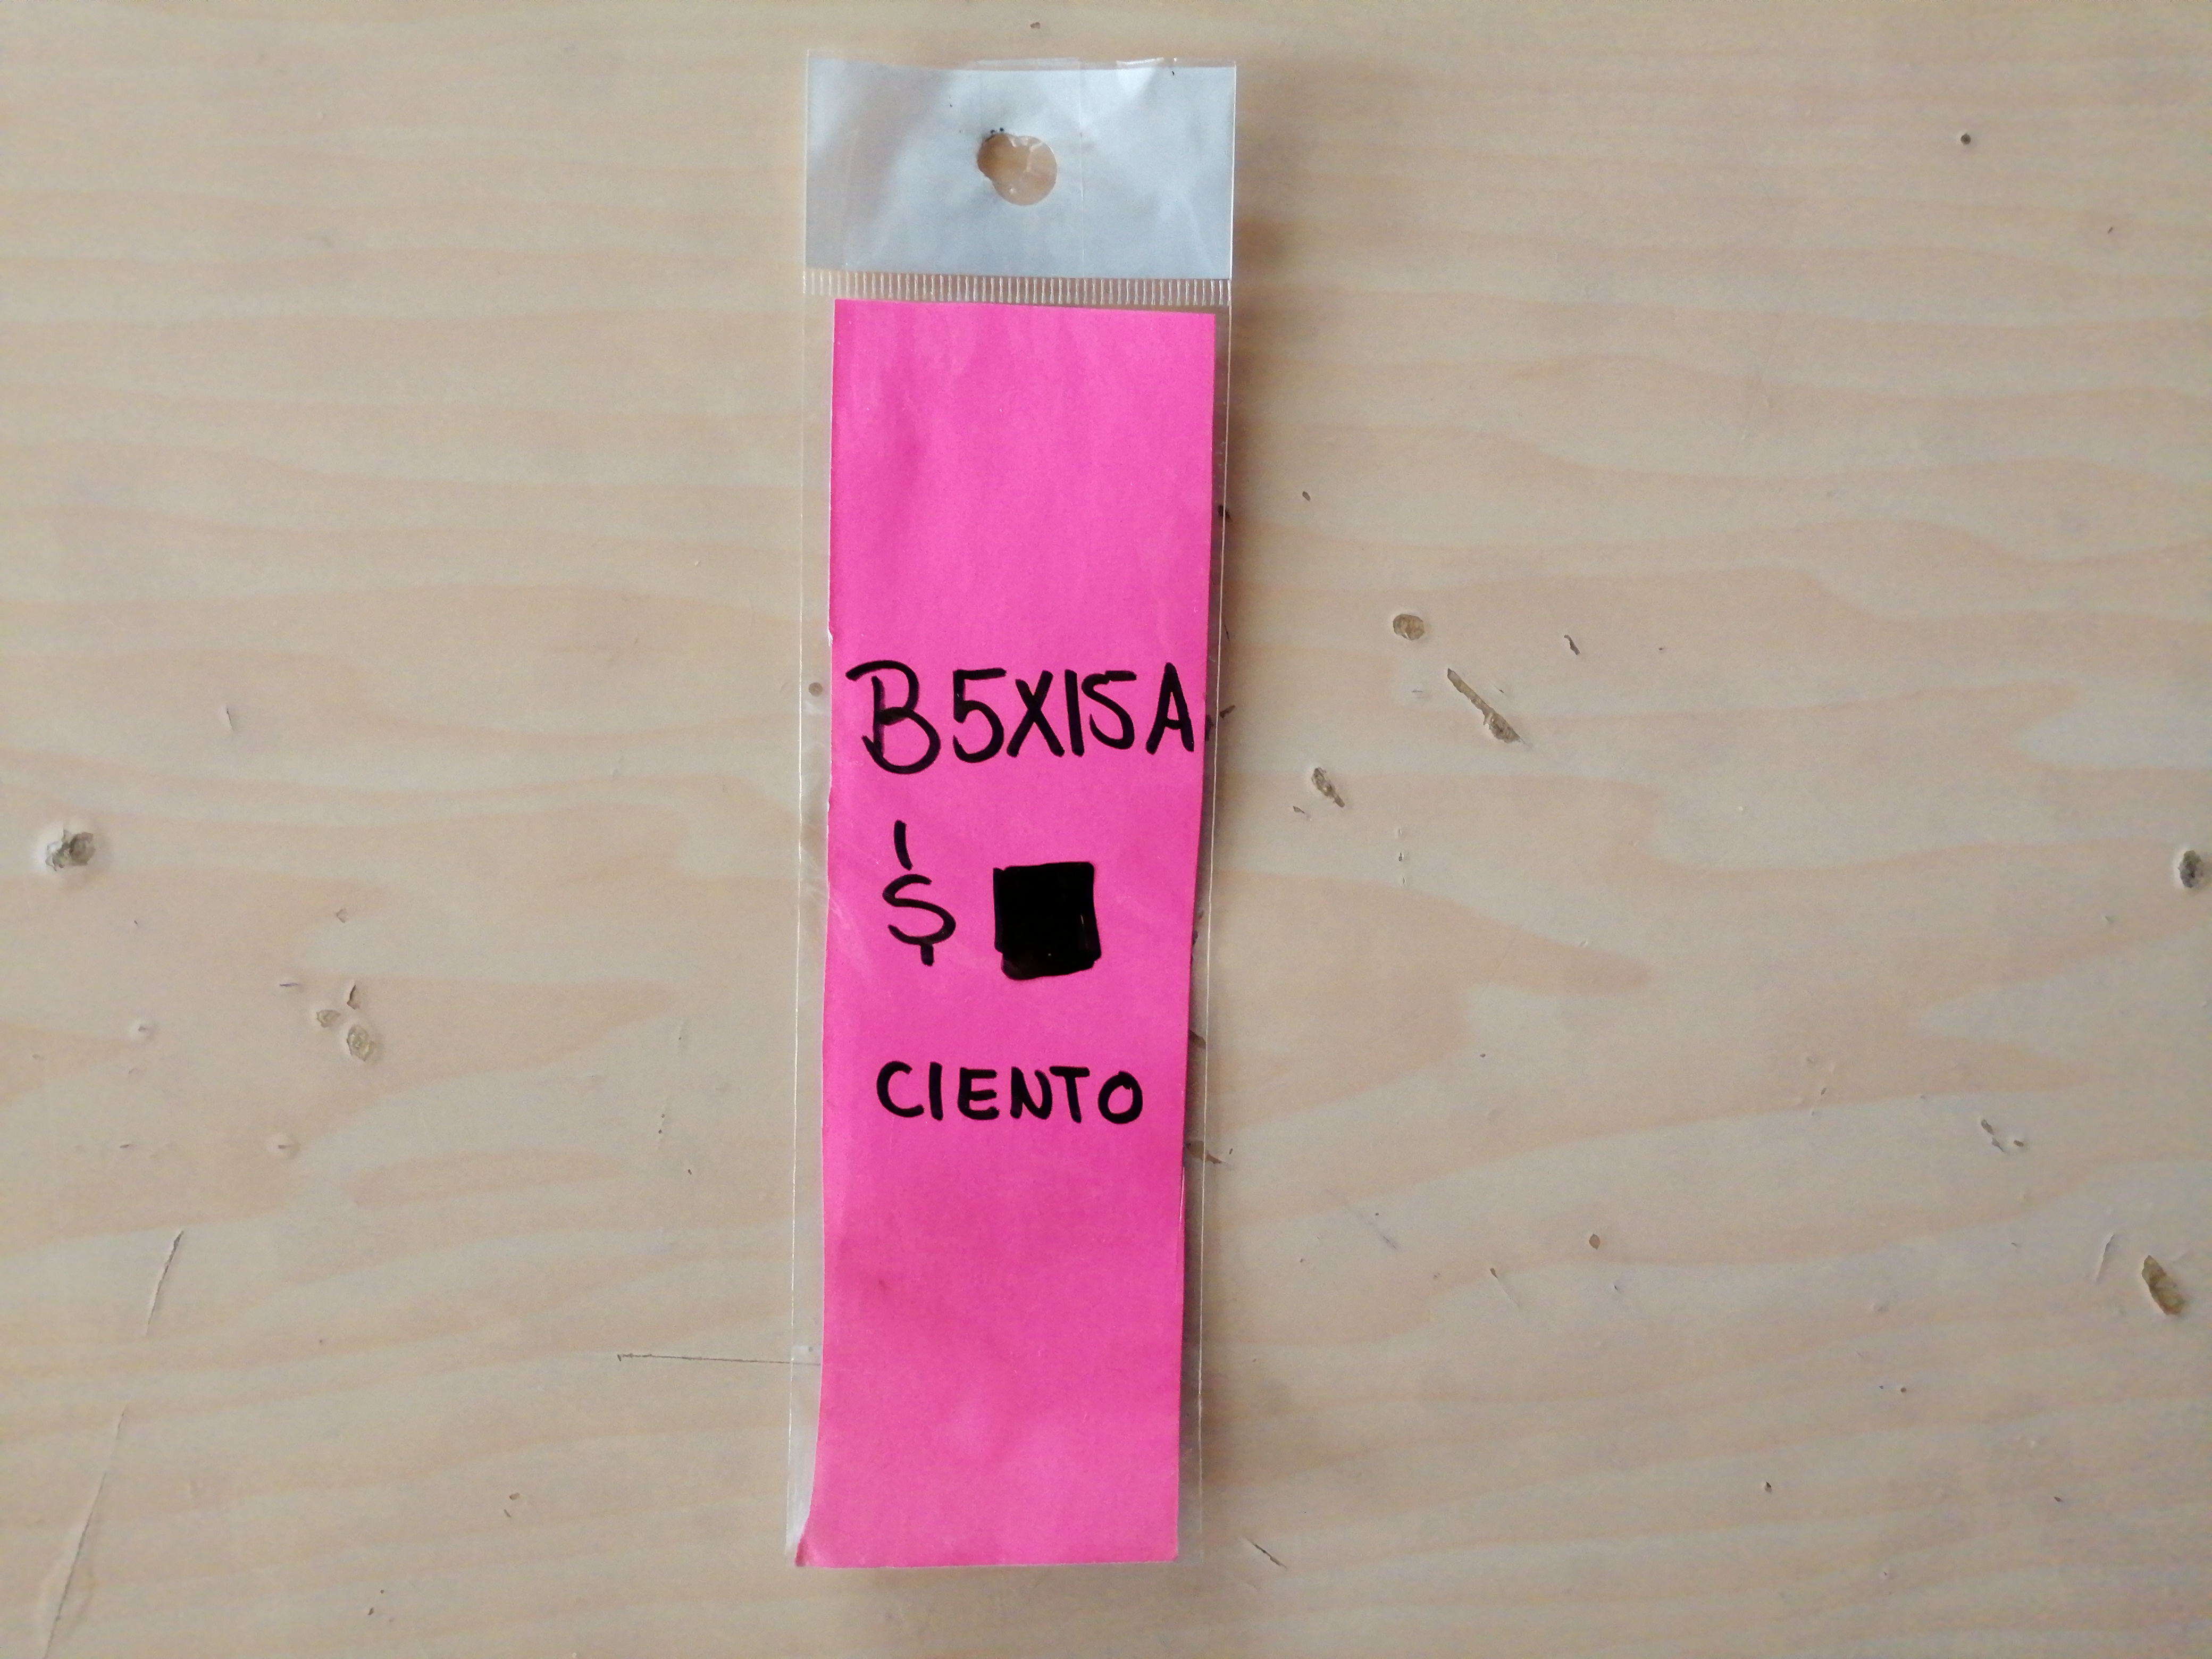 B5X15A
$
CIENTO